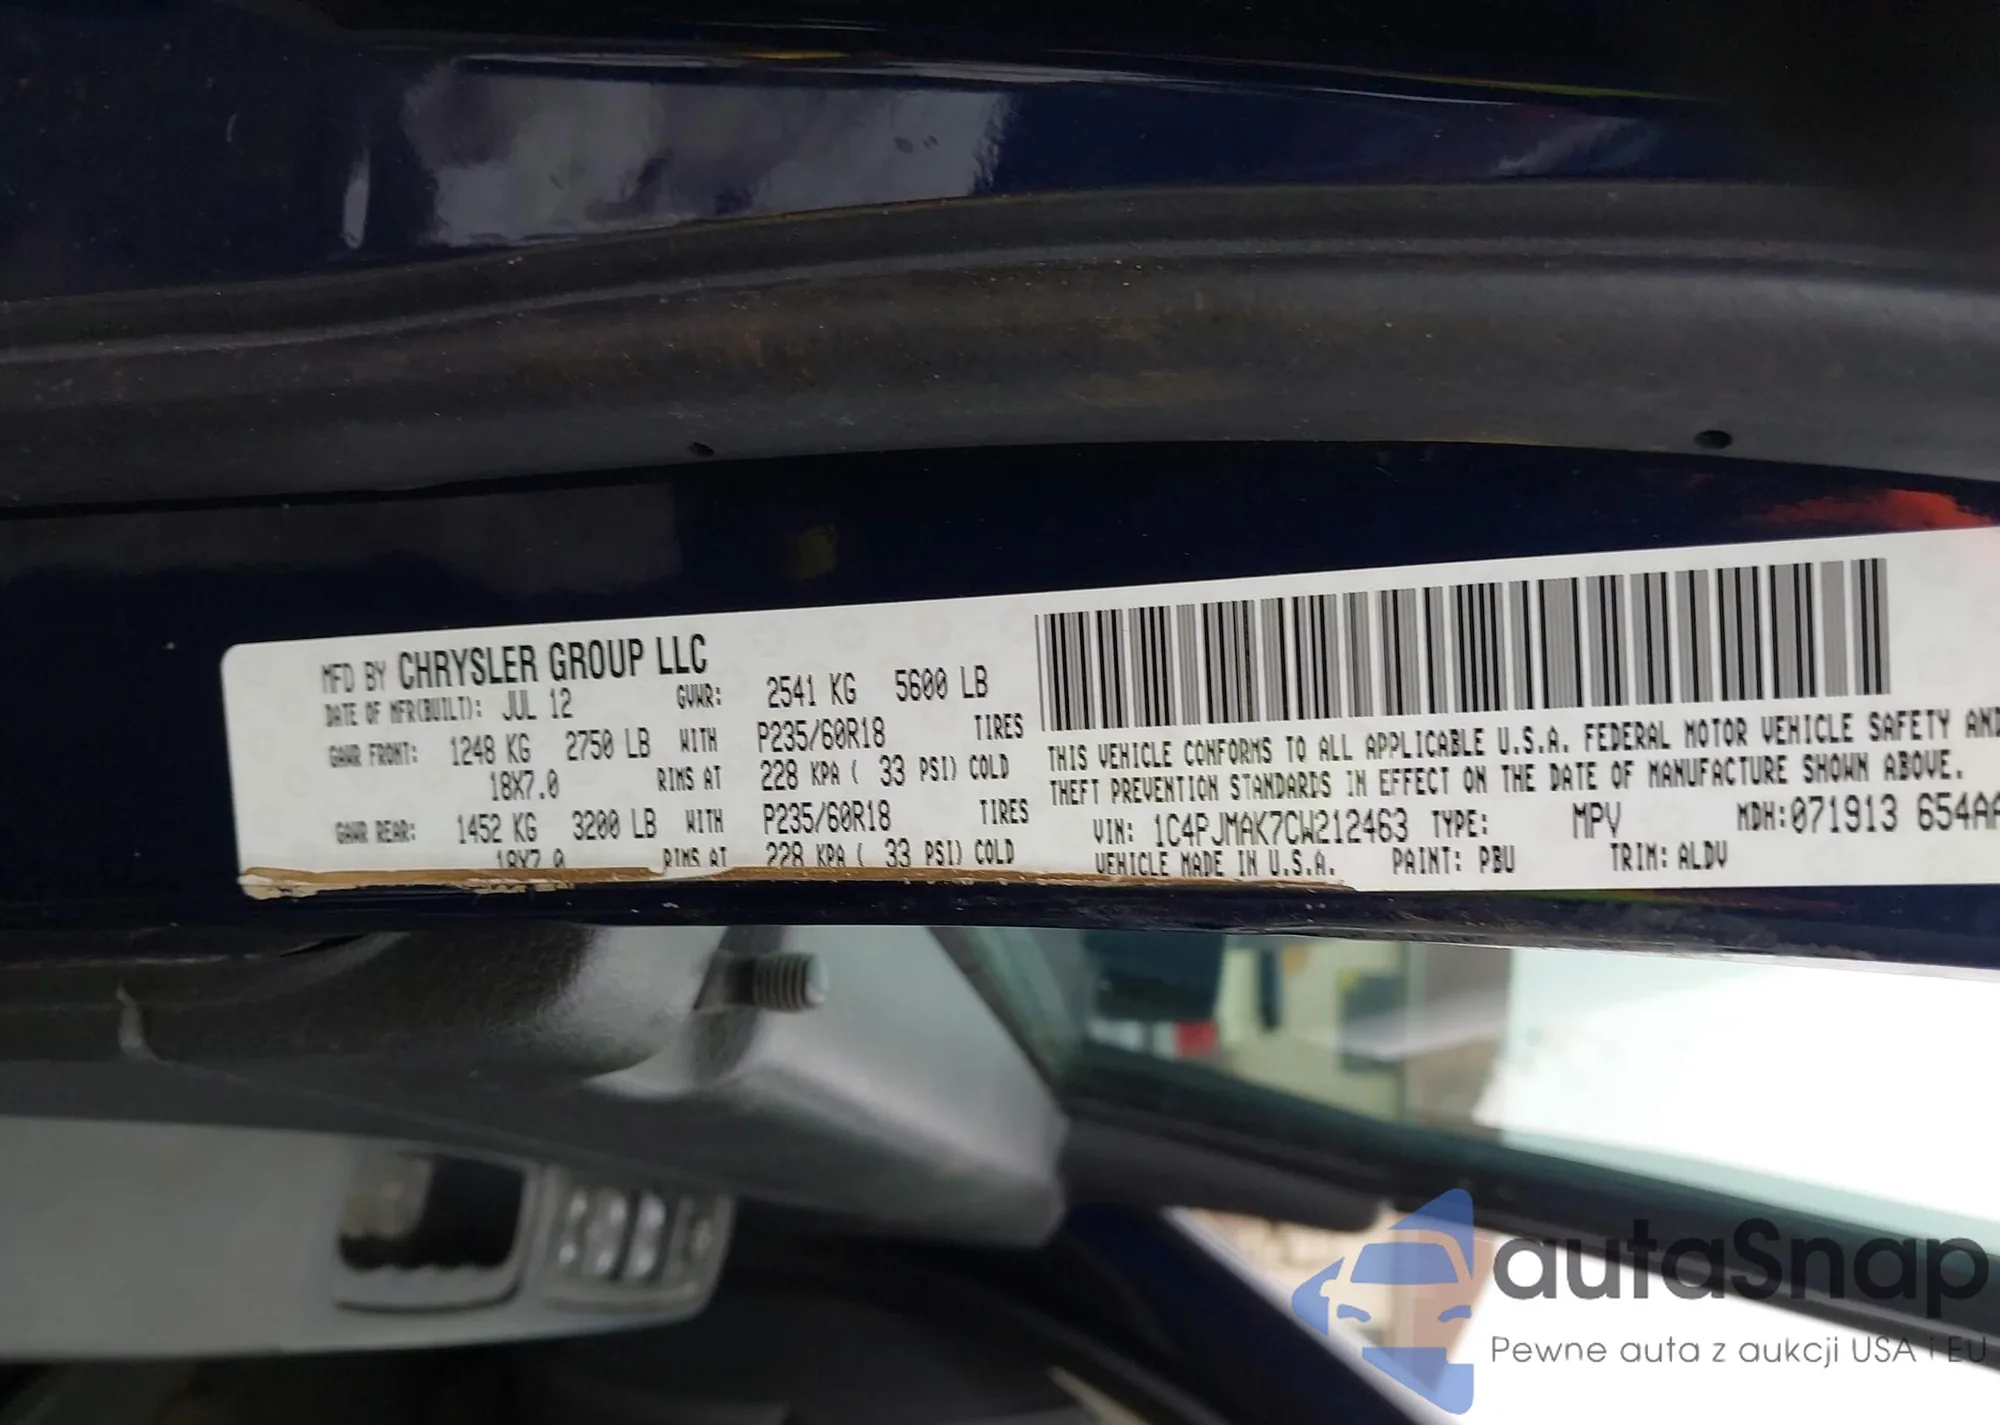 MFD BY CHRYSLER GROUP LLC
DATE OF MFR(BUILT): JUL 12 GVWR: 2541 KG 5600 LB
GAWR FRONT: 1248 KG 2750 LB WITH P235/60R18 TIRES
18X7.0 RIMS AT 228 KPA ( 33 PSI) COLD
GAWR REAR: 1452 KG 3200 LB WITH P235/60R18 TIRES
18X7.0 RIMS AT 228 KPA ( 33 PSI) COLD
THIS VEHICLE CONFORMS TO ALL APPLICABLE U.S.A. FEDERAL MOTOR VEHICLE SAFETY AND
THEFT PREVENTION STANDARDS IN EFFECT ON THE DATE OF MANUFACTURE SHOWN ABOVE.
VIN: 1C4PJMAK7CW212463 TYPE: MPV MDH:071913 654AA
VEHICLE MADE IN U.S.A. PAINT: PBU TRIM: ALDV
autaSnap
Pewne auta z aukcji USA i EU